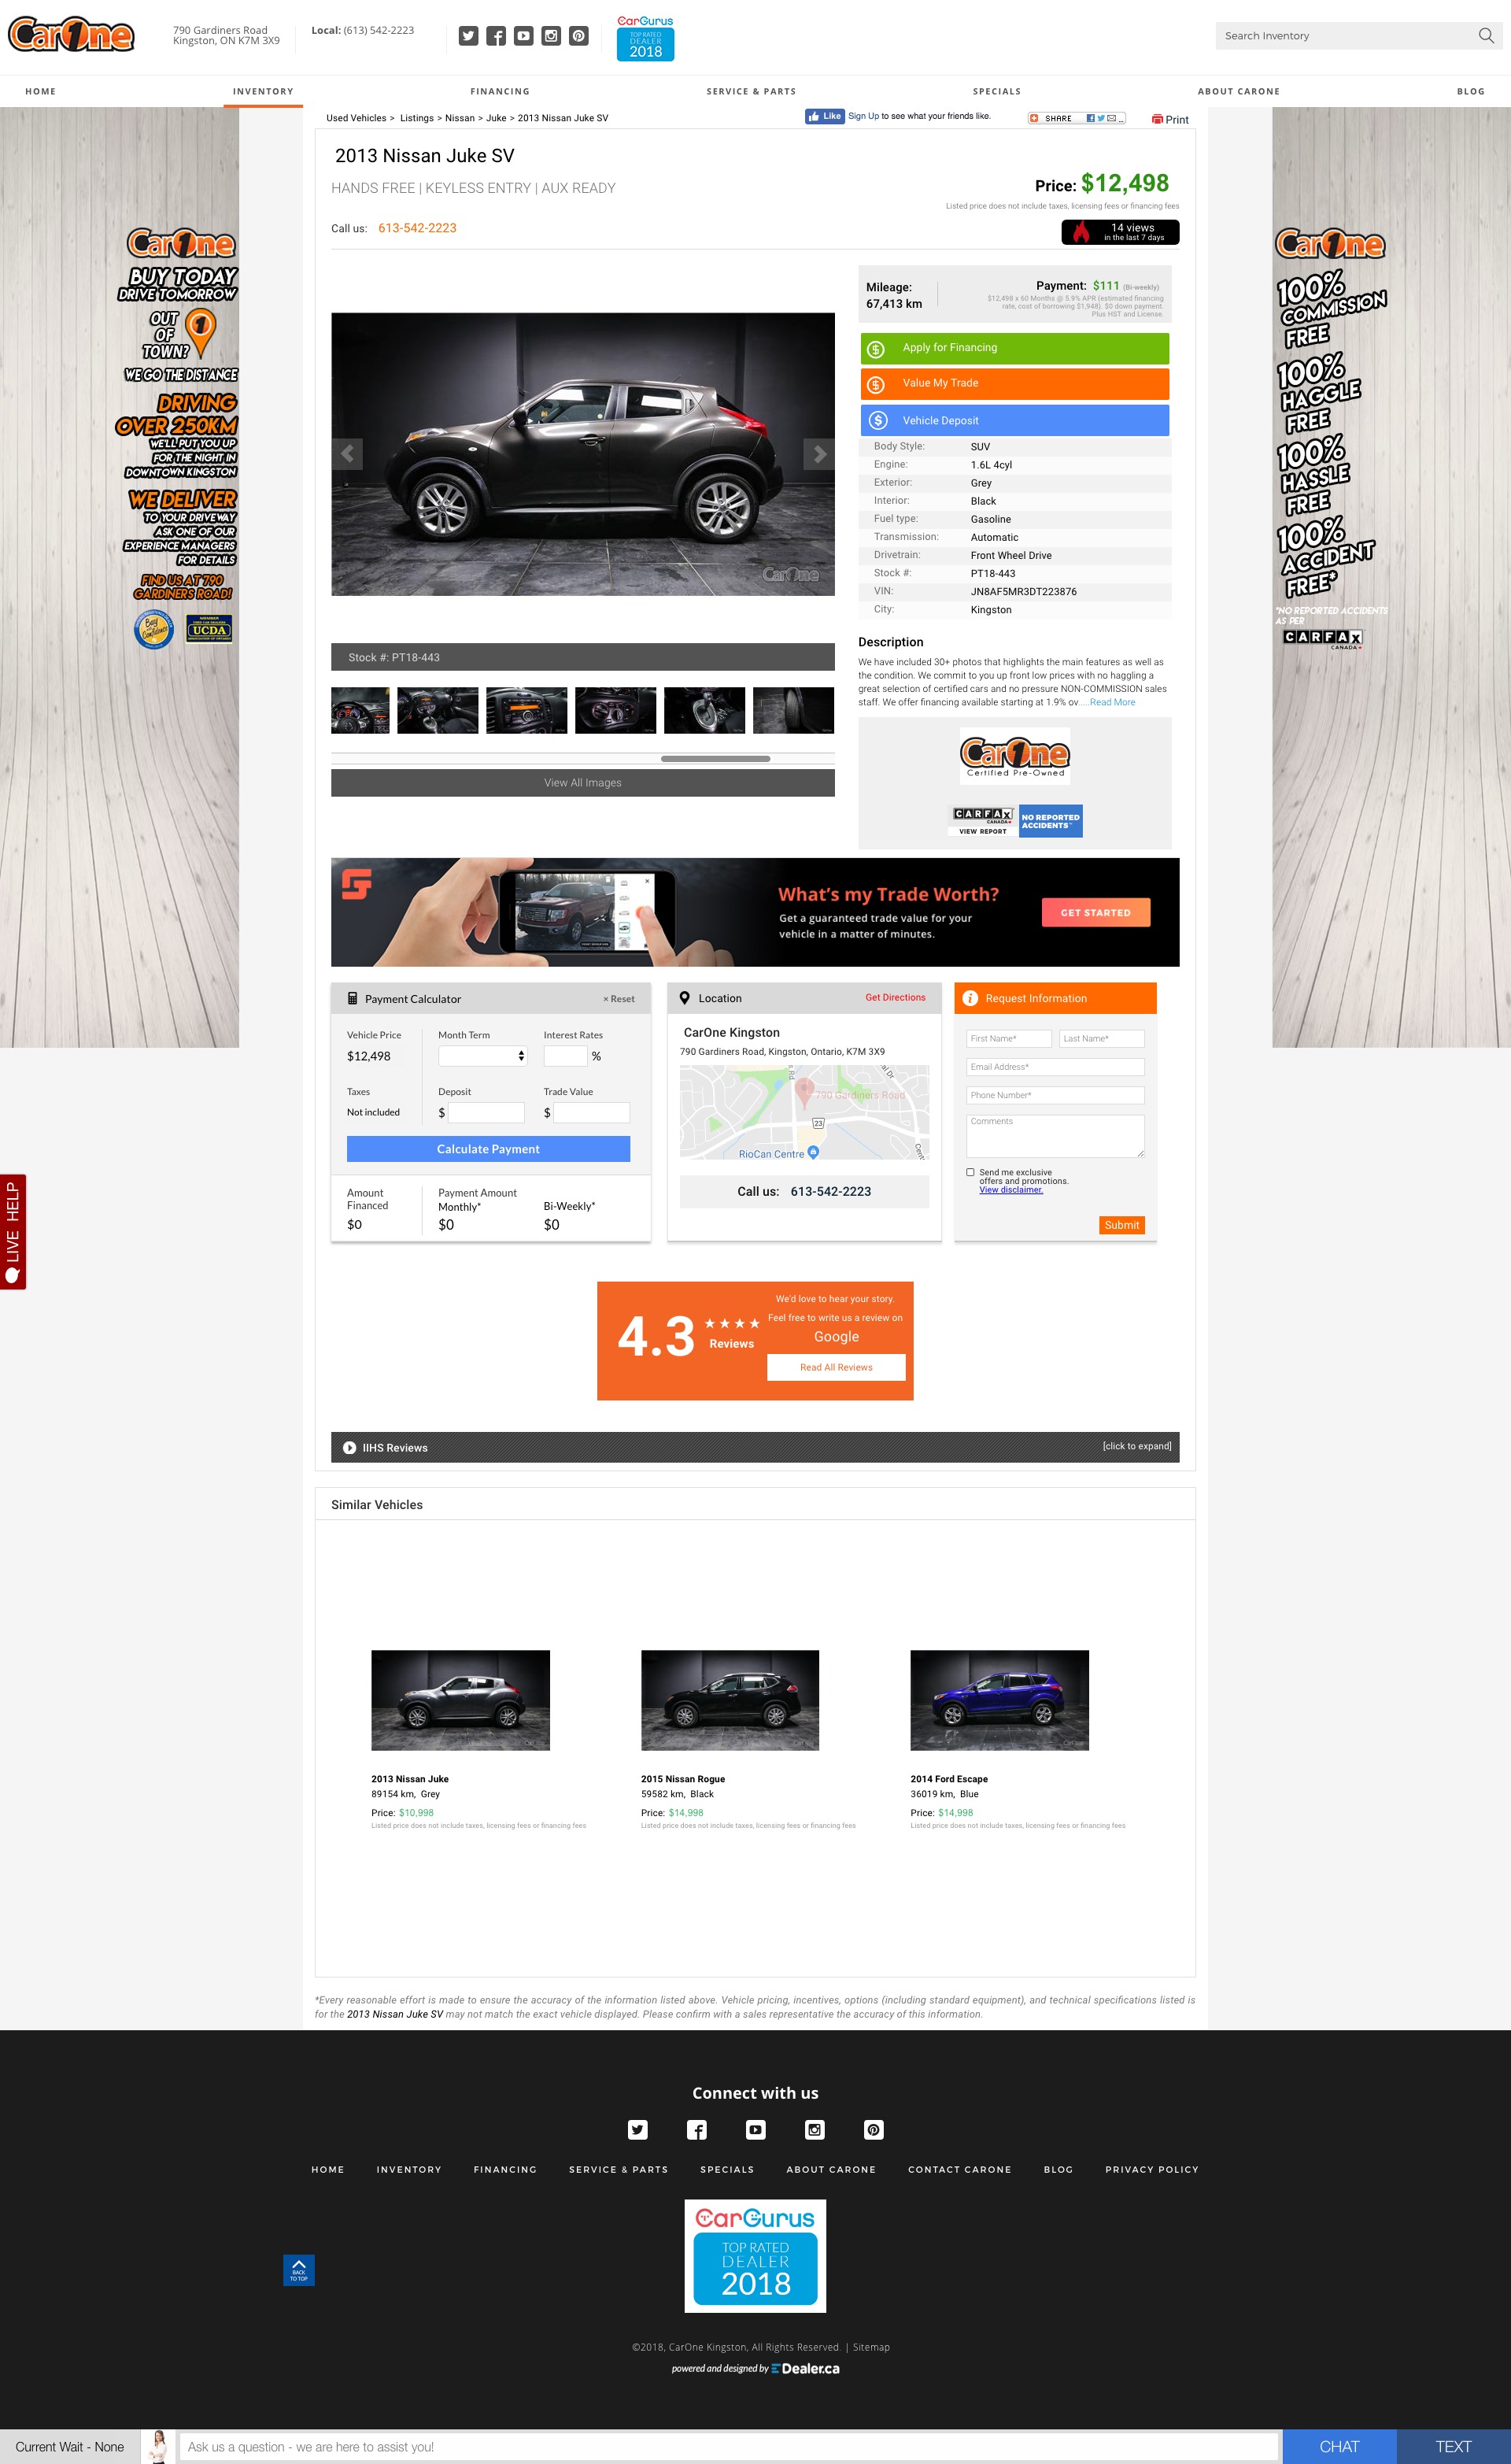 CarOne
790 Gardiners Road
Kingston, ON K7M 3X9
Local: (613) 542-2223
CarGurus
TOP RATED
DEALER
2018
Search Inventory
HOME
INVENTORY
FINANCING
SERVICE & PARTS
SPECIALS
ABOUT CARONE
BLOG
Used Vehicles > Listings > Nissan > Juke > 2013 Nissan Juke SV
Like Sign Up to see what your friends like.
SHARE
Print
2013 Nissan Juke SV
HANDS FREE | KEYLESS ENTRY | AUX READY
Price: $12,498
Listed price does not include taxes, licensing fees or financing fees
Call us: 613-542-2223
14 views
in the last 7 days
CarOne
BUY TODAY
DRIVE TOMORROW
OUT
OF
TOWN?
1
WE GO THE DISTANCE
DRIVING
OVER 250KM
WE'LL PUT YOU UP
FOR THE NIGHT IN
DOWNTOWN KINGSTON
WE DELIVER
TO YOUR DRIVEWAY
ASK ONE OF OUR
EXPERIENCE MANAGERS
FOR DETAILS
FIND US AT 790
GARDINERS ROAD!
UCDA
CarOne
100%
COMMISSION
FREE
100%
HAGGLE
FREE
100%
HASSLE
FREE
100%
ACCIDENT
FREE*
*NO REPORTED ACCIDENTS
AS PER
CARFAX
CANADA
CarOne
Stock #: PT18-443
View All Images
Mileage:
67,413 km
Payment: $111 (Bi-weekly)
$12,498 x 60 Months @ 5.9% APR (estimated financing
rate, cost of borrowing $1,948). $0 down payment.
Plus HST and License.
Apply for Financing
Value My Trade
Vehicle Deposit
Body Style: SUV
Engine: 1.6L 4cyl
Exterior: Grey
Interior: Black
Fuel type: Gasoline
Transmission: Automatic
Drivetrain: Front Wheel Drive
Stock #: PT18-443
VIN: JN8AF5MR3DT223876
City: Kingston
Description
We have included 30+ photos that highlights the main features as well as
the condition. We commit to you up front low prices with no haggling a
great selection of certified cars and no pressure NON-COMMISSION sales
staff. We offer financing available starting at 1.9% ov.....Read More
CarOne
Certified Pre-Owned
CARFAX
CANADA
VIEW REPORT
NO REPORTED
ACCIDENTS™
What's my Trade Worth?
Get a guaranteed trade value for your
vehicle in a matter of minutes.
GET STARTED
Payment Calculator
× Reset
Vehicle Price
$12,498
Month Term
Interest Rates
%
Taxes
Not included
Deposit
$
Trade Value
$
Calculate Payment
Amount
Financed
$0
Payment Amount
Monthly*
$0
Bi-Weekly*
$0
Location
Get Directions
CarOne Kingston
790 Gardiners Road, Kingston, Ontario, K7M 3X9
790 Gardiners Road
23
RioCan Centre
Call us: 613-542-2223
Request Information
First Name*
Last Name*
Email Address*
Phone Number*
Comments
Send me exclusive
offers and promotions.
View disclaimer.
Submit
LIVE HELP
4.3
Reviews
We'd love to hear your story.
Feel free to write us a review on
Google
Read All Reviews
IIHS Reviews
[click to expand]
Similar Vehicles
2013 Nissan Juke
89154 km, Grey
Price: $10,998
Listed price does not include taxes, licensing fees or financing fees
2015 Nissan Rogue
59582 km, Black
Price: $14,998
Listed price does not include taxes, licensing fees or financing fees
2014 Ford Escape
36019 km, Blue
Price: $14,998
Listed price does not include taxes, licensing fees or financing fees
*Every reasonable effort is made to ensure the accuracy of the information listed above. Vehicle pricing, incentives, options (including standard equipment), and technical specifications listed is
for the 2013 Nissan Juke SV may not match the exact vehicle displayed. Please confirm with a sales representative the accuracy of this information.
Connect with us
HOME
INVENTORY
FINANCING
SERVICE & PARTS
SPECIALS
ABOUT CARONE
CONTACT CARONE
BLOG
PRIVACY POLICY
CarGurus
TOP RATED
DEALER
2018
BACK
TO TOP
©2018, CarOne Kingston, All Rights Reserved. | Sitemap
powered and designed by EDealer.ca
Current Wait - None
Ask us a question - we are here to assist you!
CHAT
TEXT